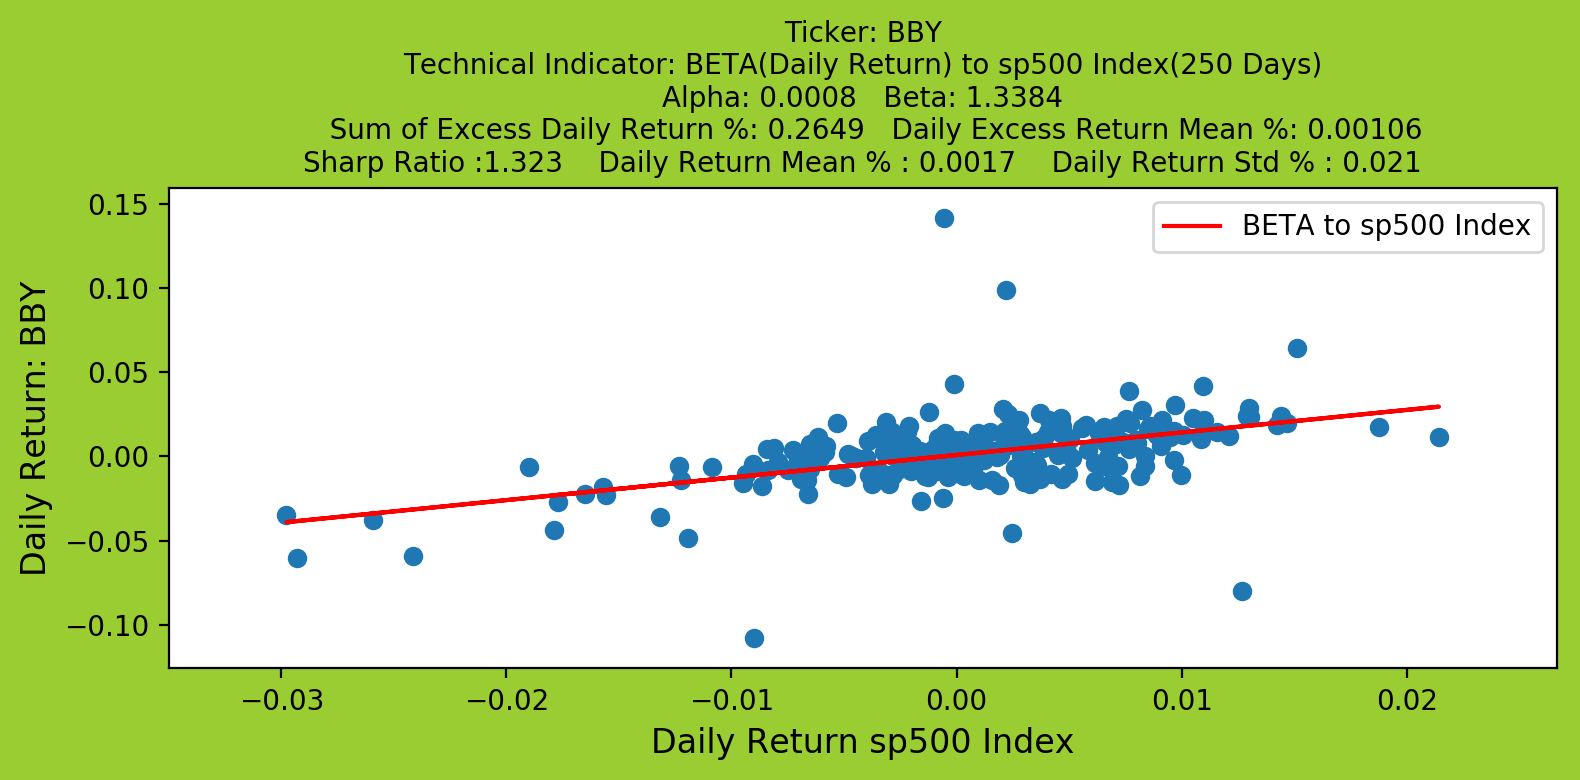 Ticker: BBY
Technical Indicator: BETA(Daily Return) to sp500 Index(250 Days)
Alpha: 0.0008   Beta: 1.3384
Sum of Excess Daily Return %: 0.2649   Daily Excess Return Mean %: 0.00106
Sharp Ratio :1.323    Daily Return Mean % : 0.0017    Daily Return Std % : 0.021
BETA to sp500 Index
Daily Return: BBY
0.15
0.10
0.05
0.00
−0.05
−0.10
−0.03 −0.02 −0.01 0.00 0.01 0.02
Daily Return sp500 Index